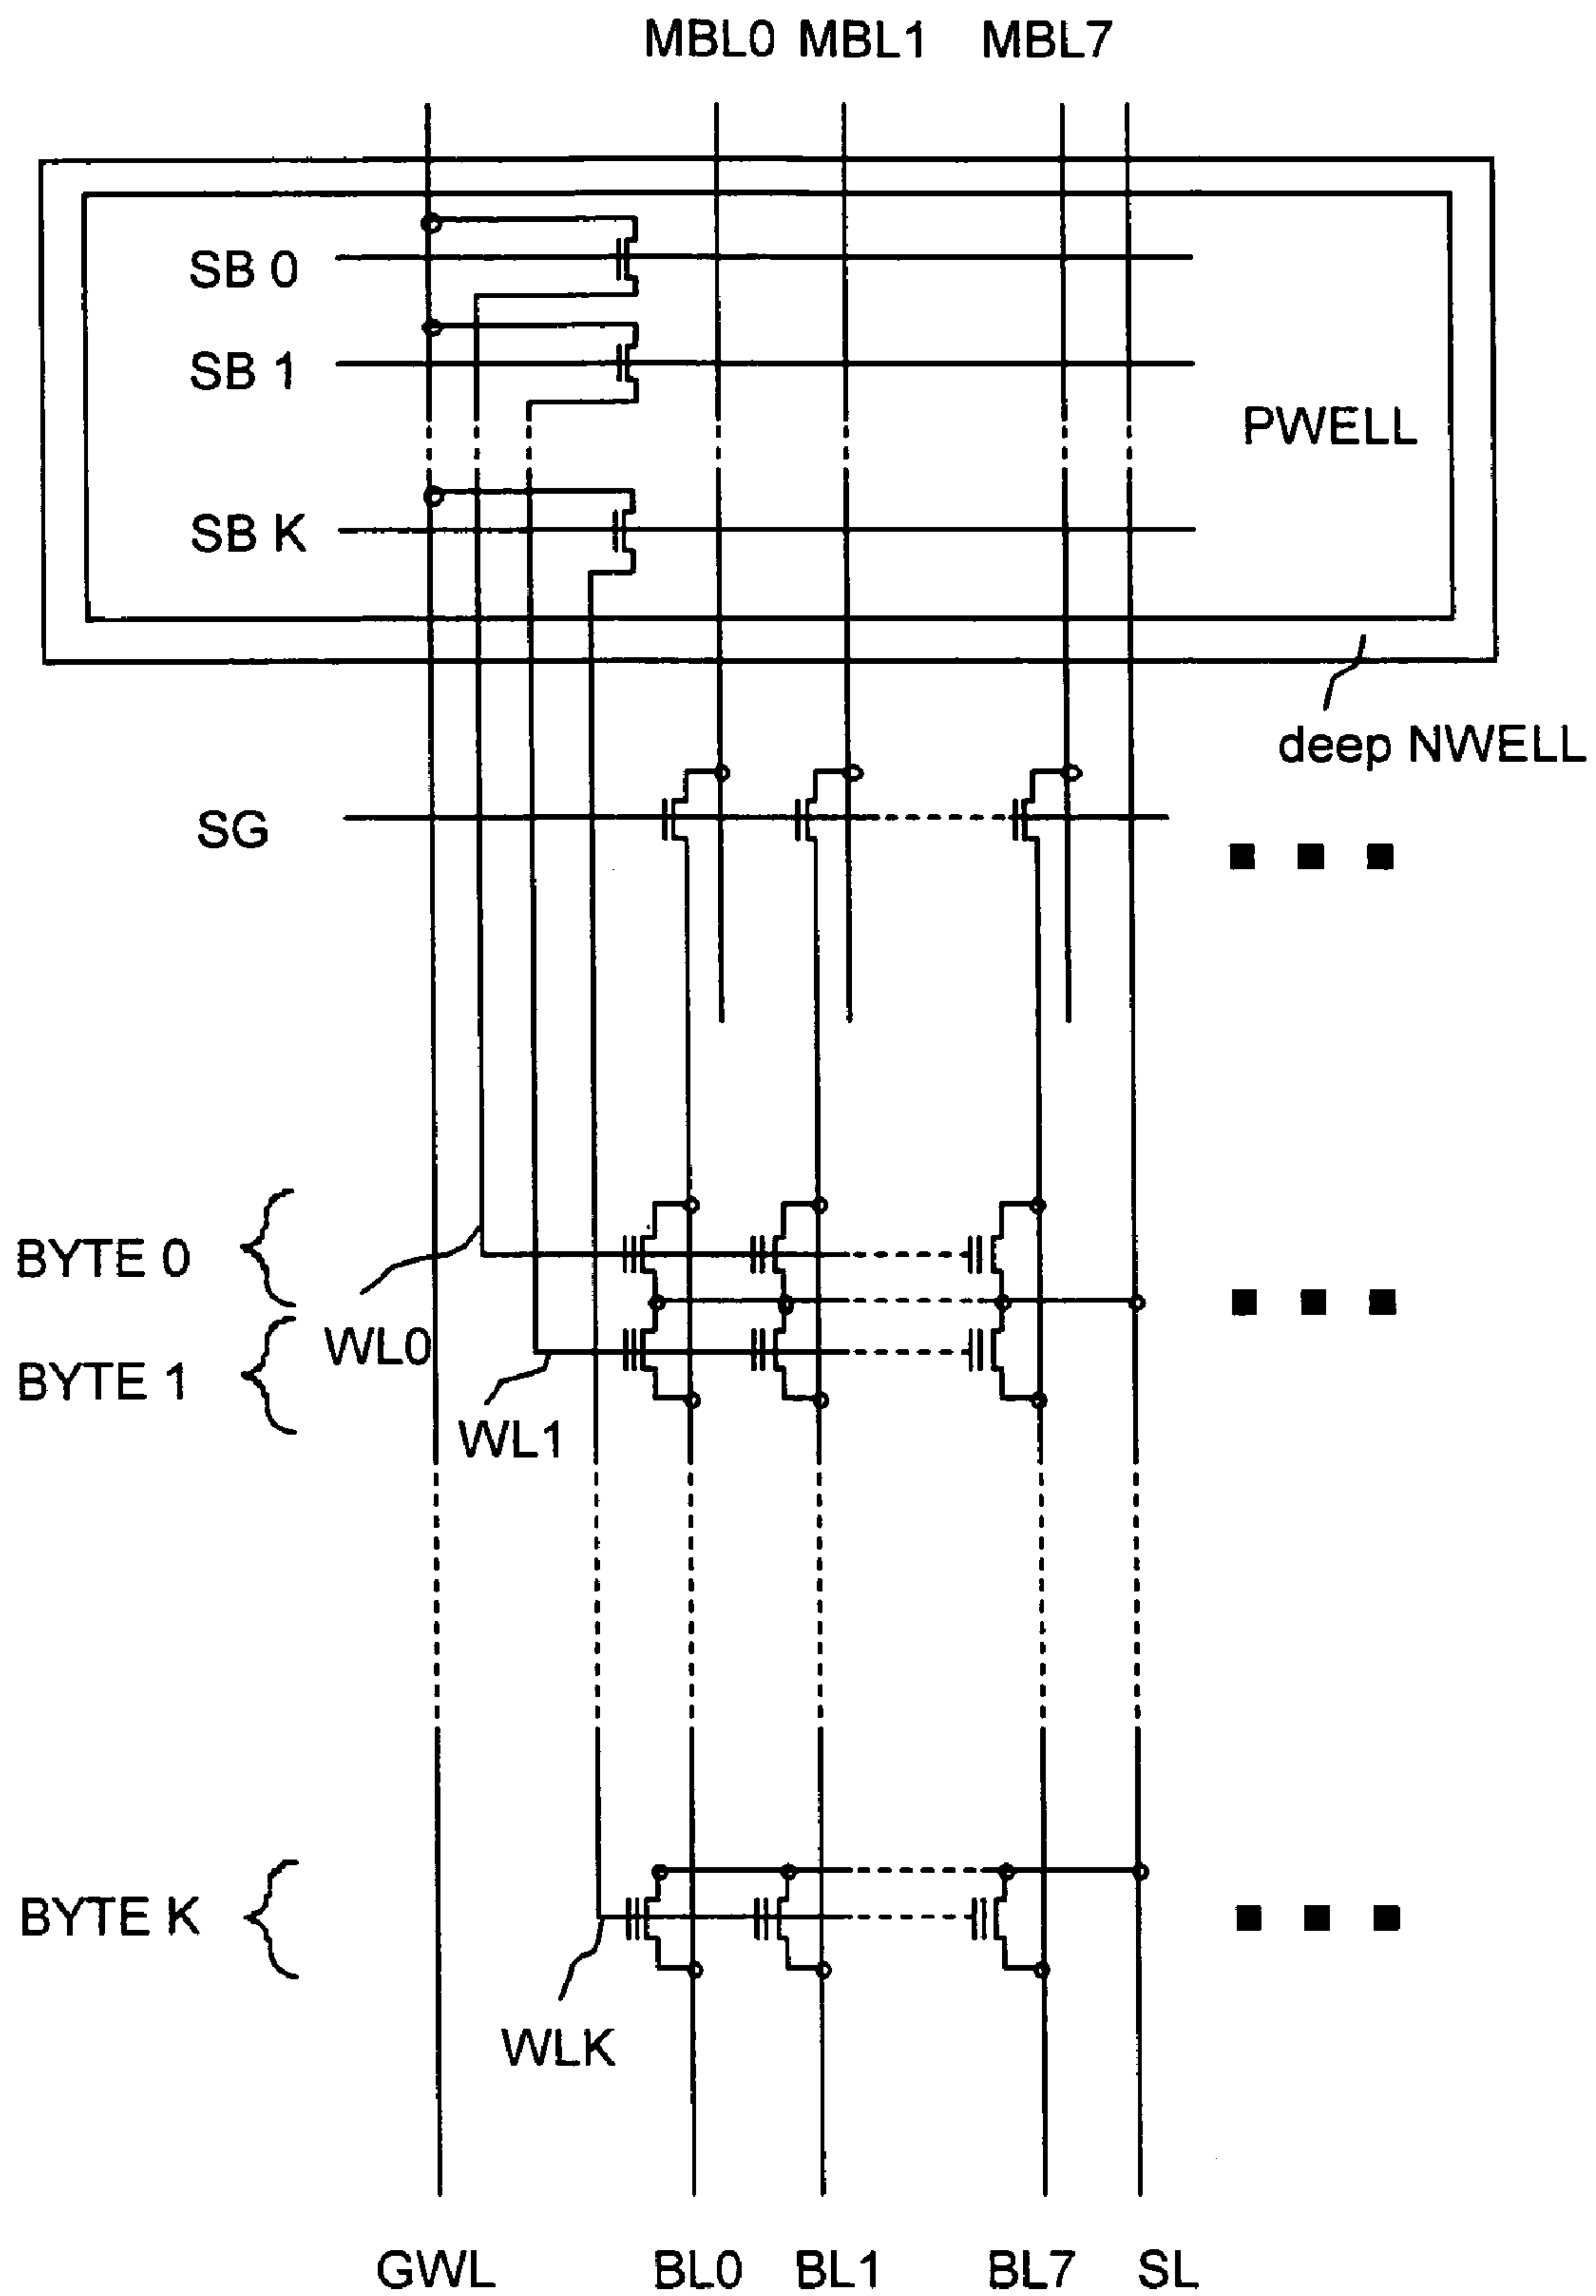 MBL0 MBL1 MBL7
SB 0
SB 1
PWELL
SB K
deep NWELL
SG
BYTE 0
WL0
BYTE 1
WL1
BYTE K
WLK
GWL BL0 BL1 BL7 SL